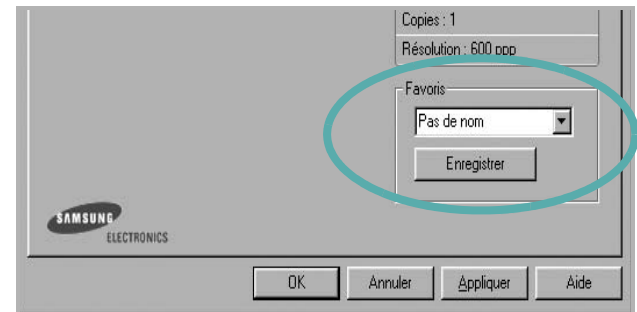 Copies : 1
Résolution : 600 ppp
Favoris
Pas de nom
Enregistrer
SAMSUNG
ELECTRONICS
OK
Annuler
Appliquer
Aide